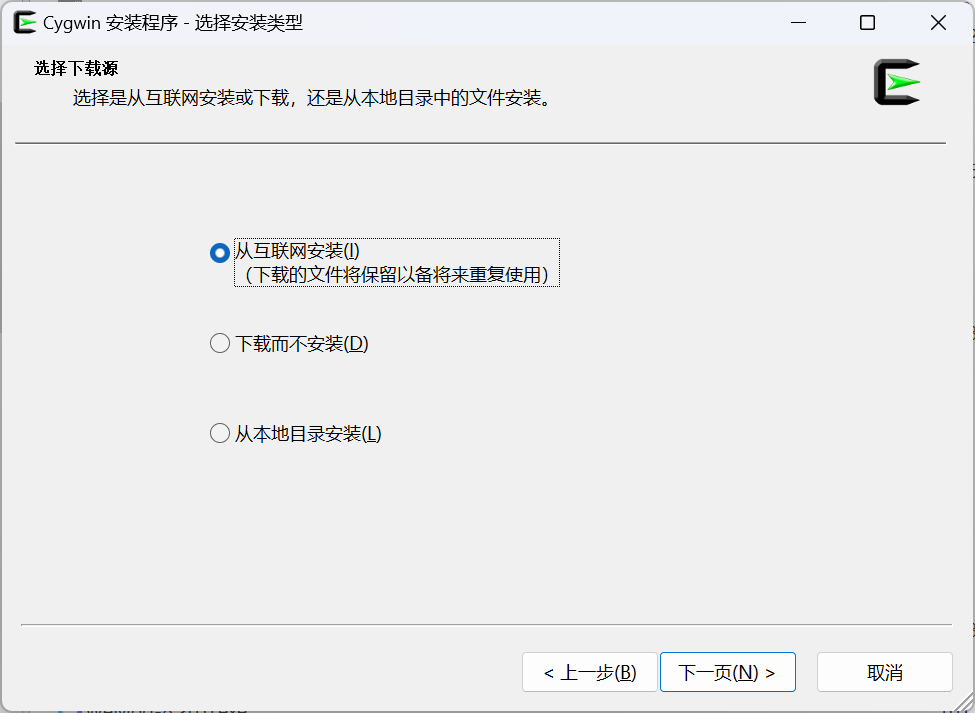 Cygwin 安装程序 - 选择安装类型
选择下载源
选择是从互联网安装或下载，还是从本地目录中的文件安装。
从互联网安装(I)
（下载的文件将保留以备将来重复使用）
下载而不安装(D)
从本地目录安装(L)
< 上一步(B)
下一页(N) >
取消